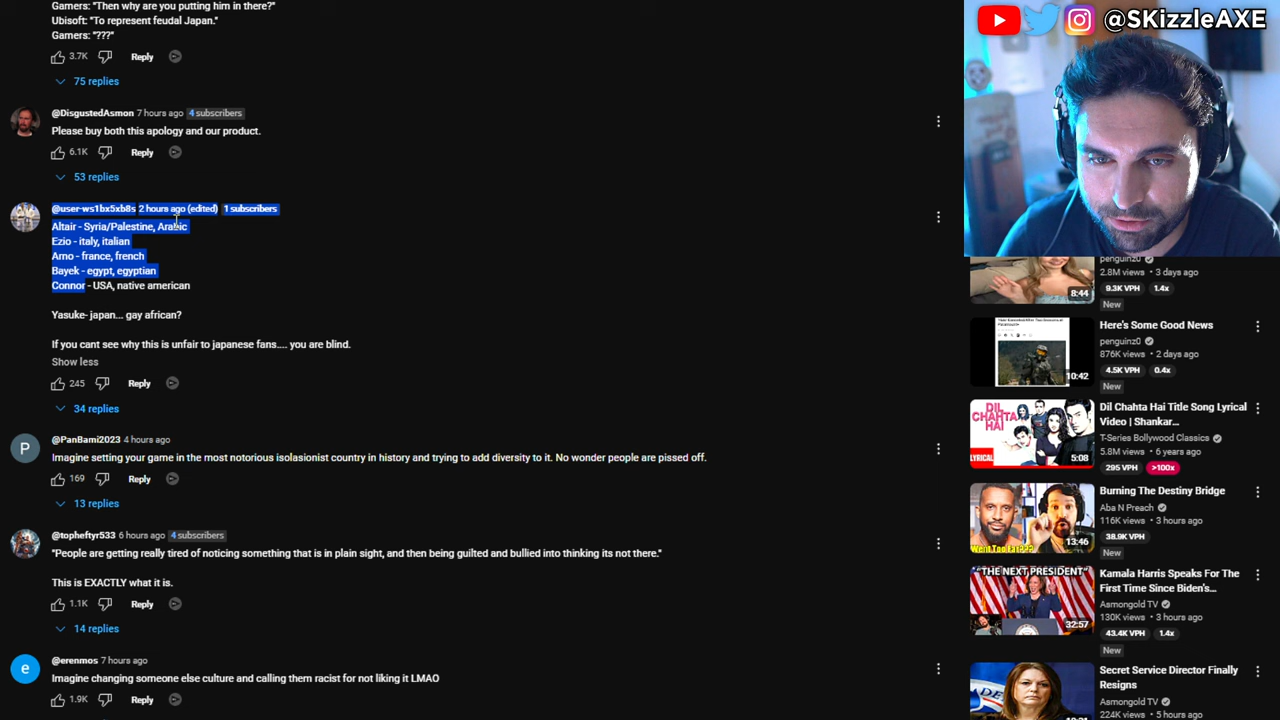 Gamers: "Then why are you putting him in there?"
Ubisoft: "To represent feudal Japan."
Gamers: "???"
3.7K Reply
75 replies
@DisgustedAsmon 7 hours ago 4 subscribers
Please buy both this apology and our product.
6.1K Reply
53 replies
@user-ws1bx5xb8s 2 hours ago (edited) 1 subscribers
Altair - Syria/Palestine, Arabic
Ezio - italy, italian
Arno - france, french
Bayek - egypt, egyptian
Connor - USA, native american
Yasuke- japan... gay african?
If you cant see why this is unfair to japanese fans.... you are blind.
Show less
245 Reply
34 replies
P
@PanBami2023 4 hours ago
Imagine setting your game in the most notorious isolasionist country in history and trying to add diversity to it. No wonder people are pissed off.
169 Reply
13 replies
@topheftyr533 6 hours ago 4 subscribers
"People are getting really tired of noticing something that is in plain sight, and then being guilted and bullied into thinking its not there."
This is EXACTLY what it is.
1.1K Reply
14 replies
e
@erenmos 7 hours ago
Imagine changing someone else culture and calling them racist for not liking it LMAO
1.9K Reply
@SKizzleAXE
penguinz0
2.8M views • 3 days ago
9.3K VPH 1.4x
New
8:44
Here's Some Good News
penguinz0
876K views • 2 days ago
4.5K VPH 0.4x
New
10:42
DIL CHAHTA HAI
LYRICAL
5:08
Dil Chahta Hai Title Song Lyrical
Video | Shankar...
T-Series Bollywood Classics
5.8M views • 6 years ago
295 VPH >100x
Went Too Far???
13:46
Burning The Destiny Bridge
Aba N Preach
116K views • 3 hours ago
38.9K VPH
New
"THE NEXT PRESIDENT"
32:57
Kamala Harris Speaks For The
First Time Since Biden's...
Asmongold TV
130K views • 3 hours ago
43.4K VPH 1.4x
New
Secret Service Director Finally
Resigns
Asmongold TV
224K views • 5 hours ago